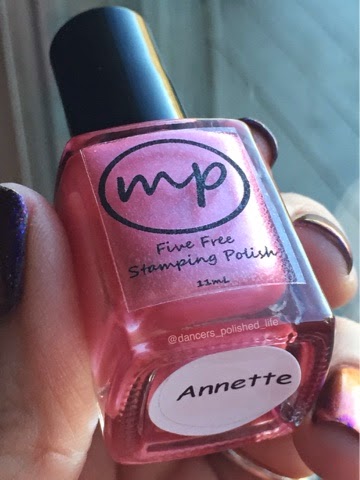 mp
Five Free
Stamping Polish
11mL
@dancers_polished_life
Annette